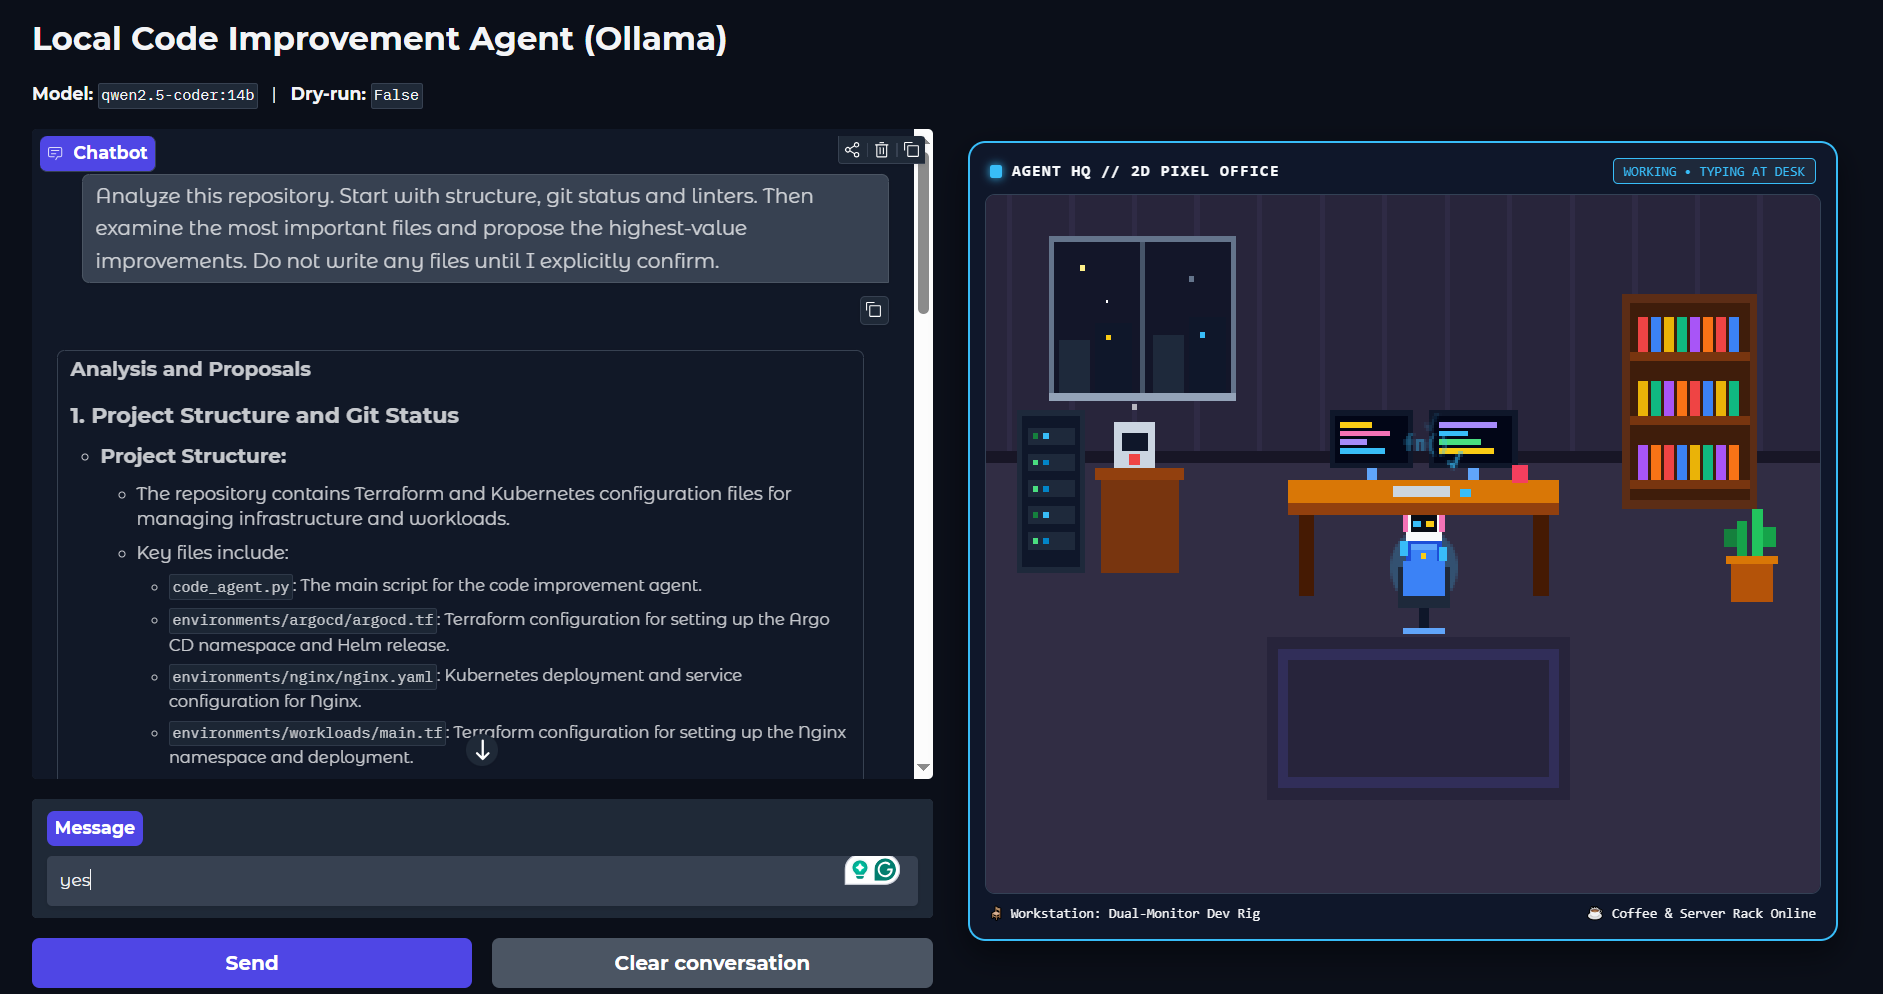 Local Code Improvement Agent (Ollama)
Model: qwen2.5-coder:14b | Dry-run: False
Chatbot
Analyze this repository. Start with structure, git status and linters. Then
examine the most important files and propose the highest-value
improvements. Do not write any files until I explicitly confirm.
Analysis and Proposals
1. Project Structure and Git Status
Project Structure:
The repository contains Terraform and Kubernetes configuration files for
managing infrastructure and workloads.
Key files include:
code_agent.py: The main script for the code improvement agent.
environments/argocd/argocd.tf: Terraform configuration for setting up the Argo
CD namespace and Helm release.
environments/nginx/nginx.yaml: Kubernetes deployment and service
configuration for Nginx.
environments/workloads/main.tf: Terraform configuration for setting up the Nginx
namespace and deployment.
Message
yes
Send
Clear conversation
AGENT HQ // 2D PIXEL OFFICE
WORKING • TYPING AT DESK
Workstation: Dual-Monitor Dev Rig
Coffee & Server Rack Online